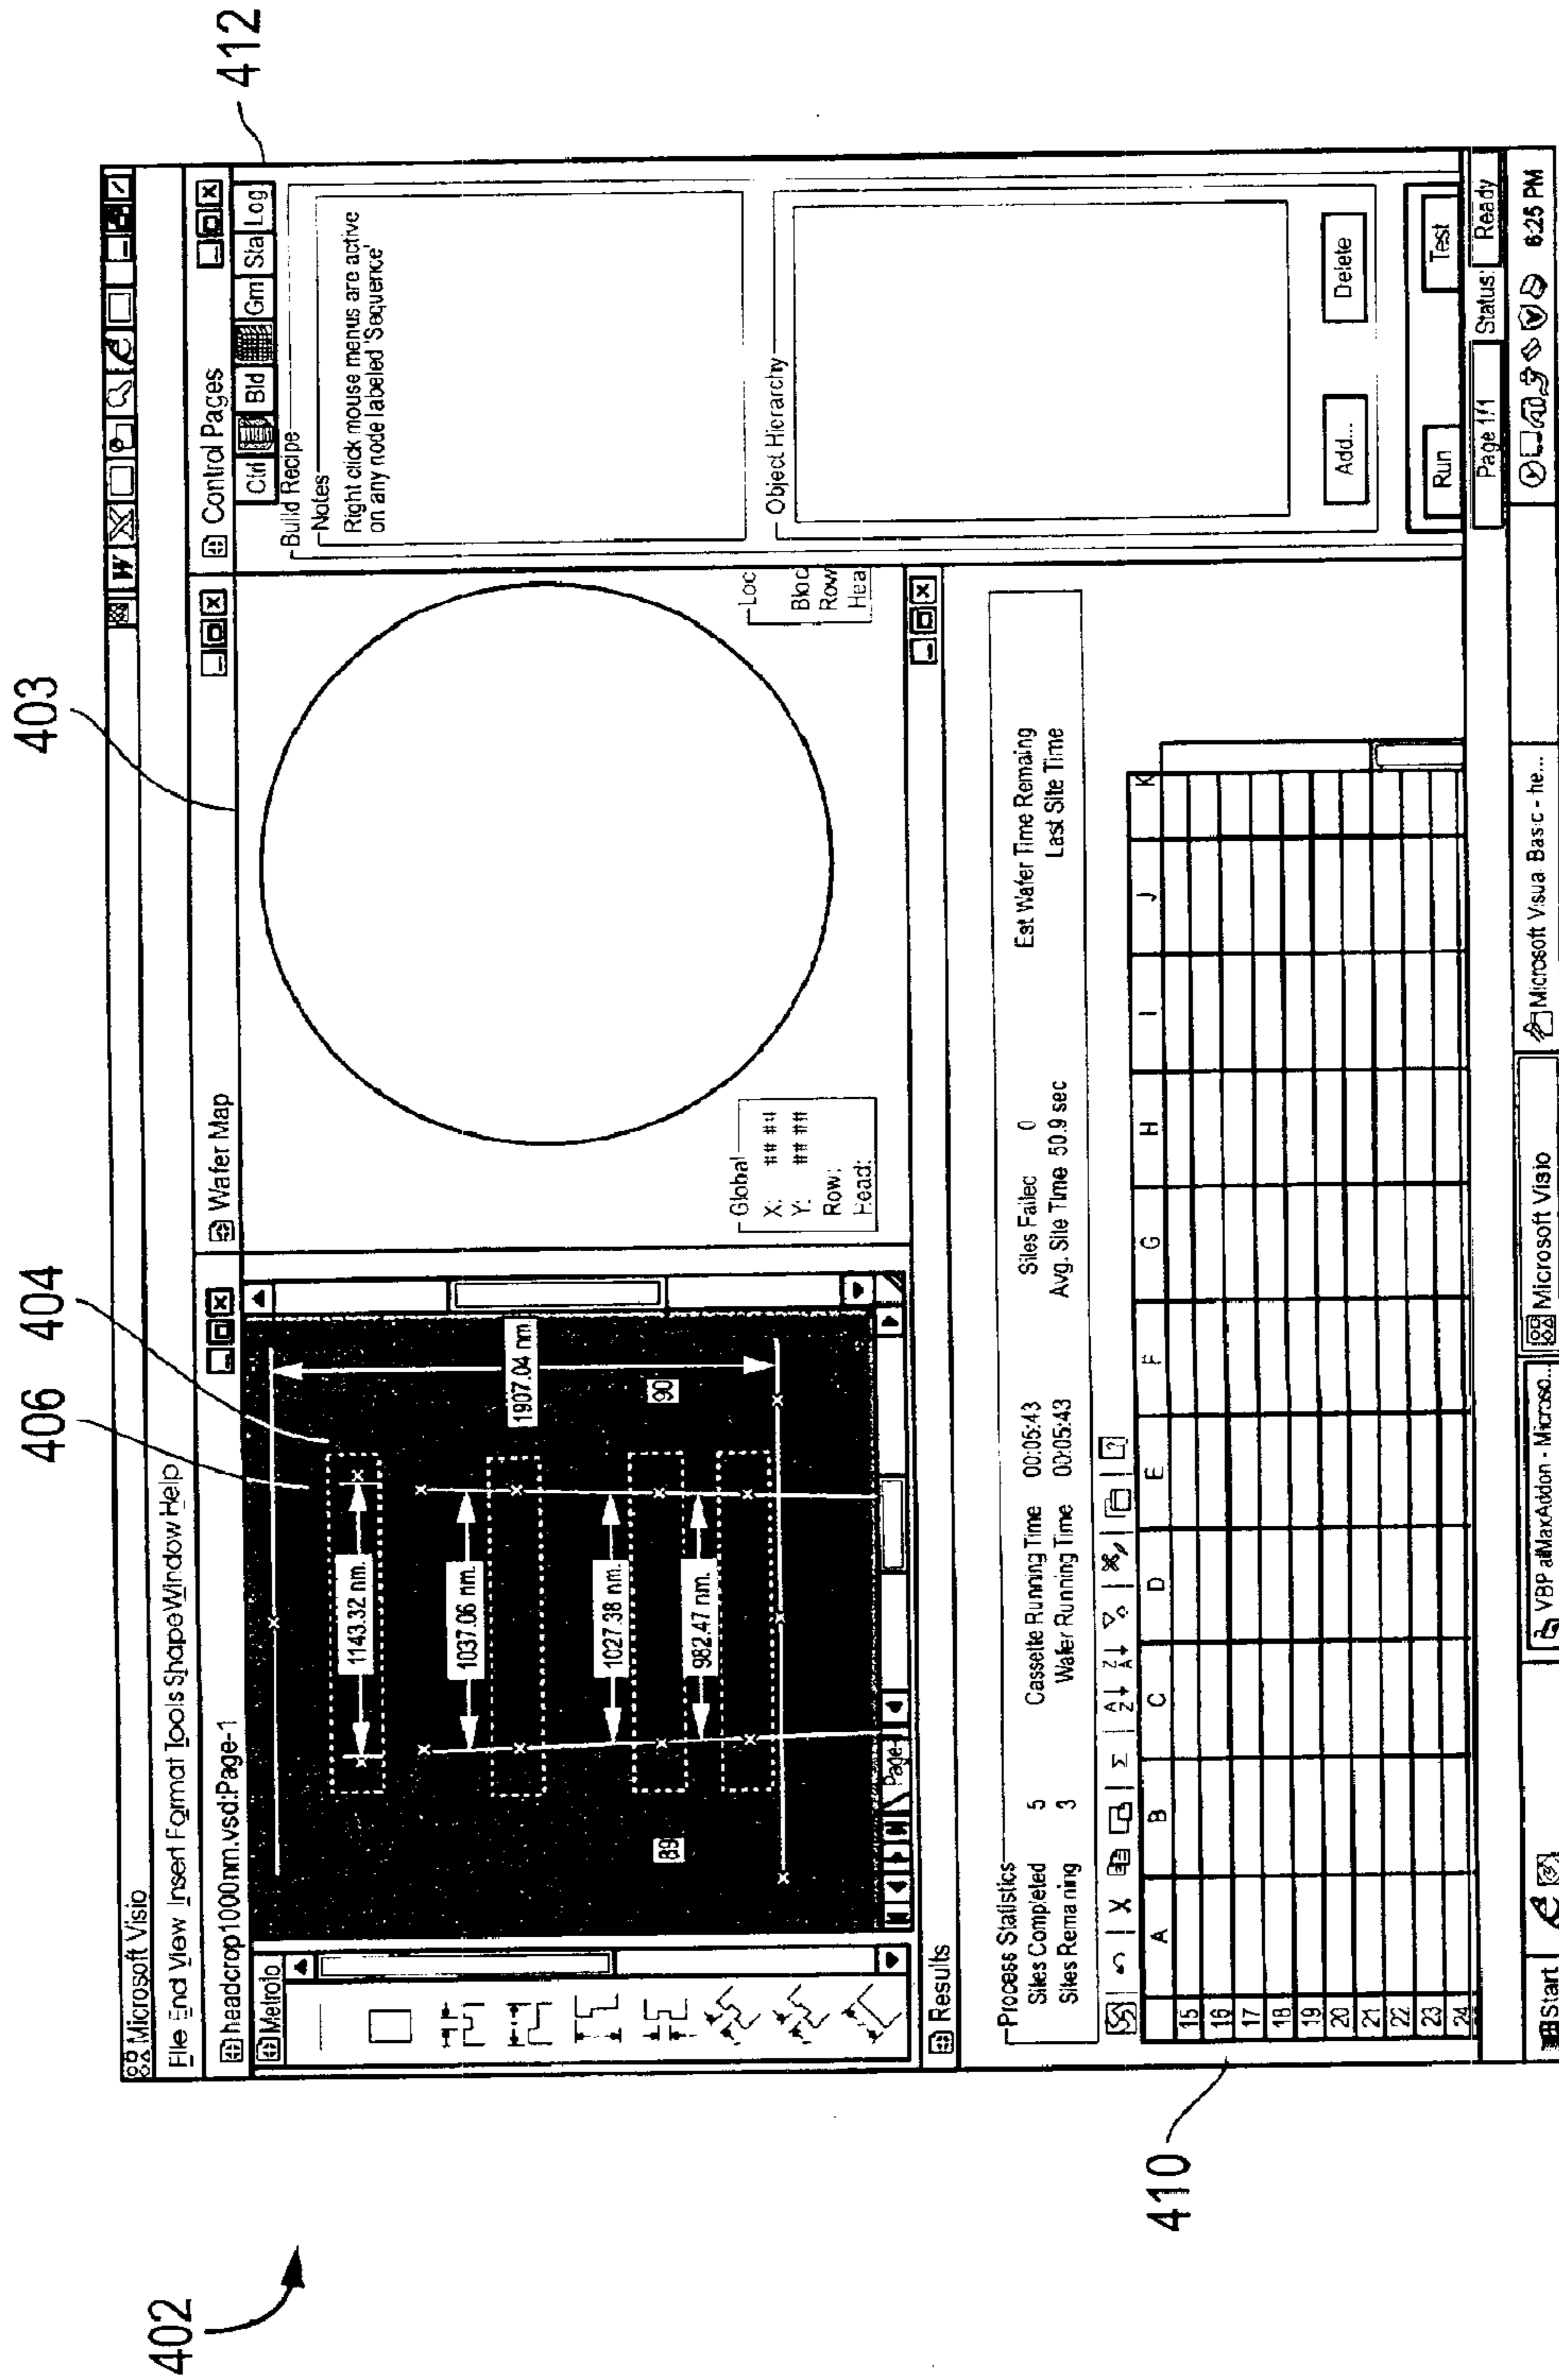 402
403
404
406
410
412
Microsoft Visio
File End View Insert Format Tools Shape Window Help
headcrop1000nm.vsd:Page-1
Metrolo
1143.32 nm.
1037.06 nm.
1027.38 nm.
982.47 nm.
1907.04 nm.
89
90
Page-
Wafer Map
Global
X: ## ##
Y: ## ##
Row:
Head:
Loc
Bloc
Row
Hea
Control Pages
Ctrl
Bld
Gm
Sta
Log
Build Recipe
Notes
Right click mouse menus are active
on any node labeled 'Sequence'
Object Hierarchy
Add...
Delete
Run
Test
Results
Process Statistics
Sites Completed 5 Cassette Running Time 00:05:43 Sites Failed 0 Est Wafer Time Remaing
Sites Remaining 3 Wafer Running Time 00:05:43 Avg. Site Time 50.9 sec Last Site Time
A B C D E F G H I J K
15
16
17
18
19
20
21
22
23
24
Page 1/1 Status: Ready
Start
VBP aiMaxAddon - Microso...
Microsoft Visio
Microsoft Visual Basic - he...
6:25 PM